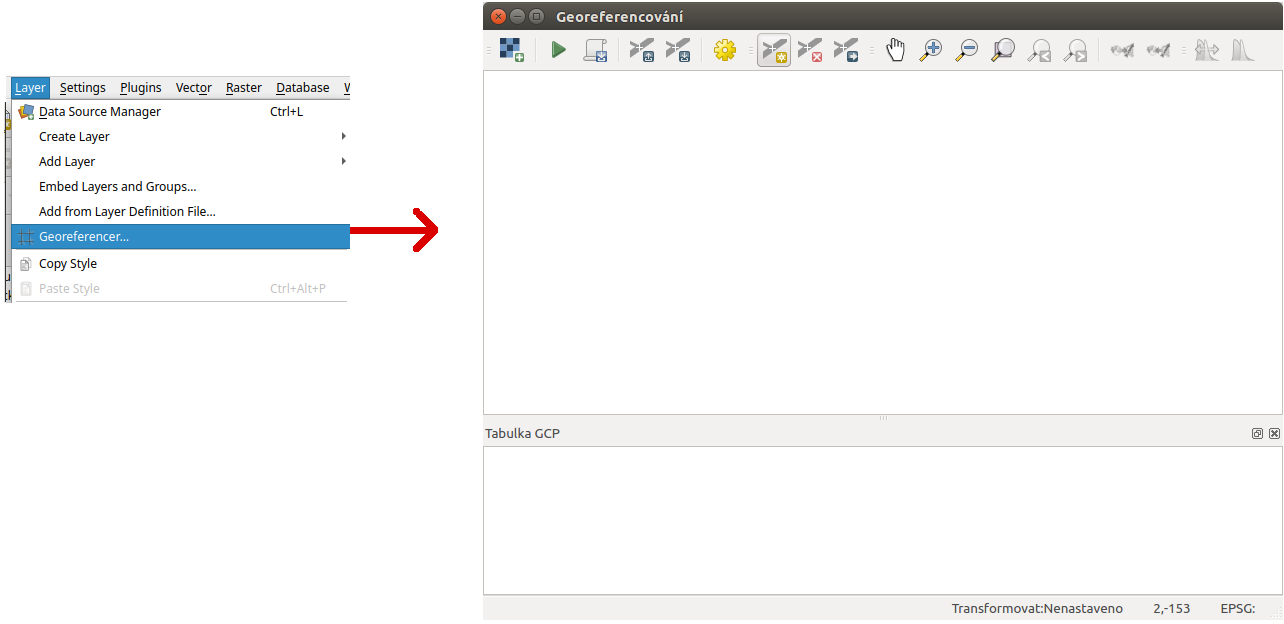 Layer Settings Plugins Vector Raster Database
Data Source Manager Ctrl+L
Create Layer
Add Layer
Embed Layers and Groups...
Add from Layer Definition File...
Georeferencer...
Copy Style
Paste Style Ctrl+Alt+P
Georeferencování
Tabulka GCP
Transformovat:Nenastaveno 2,-153 EPSG: